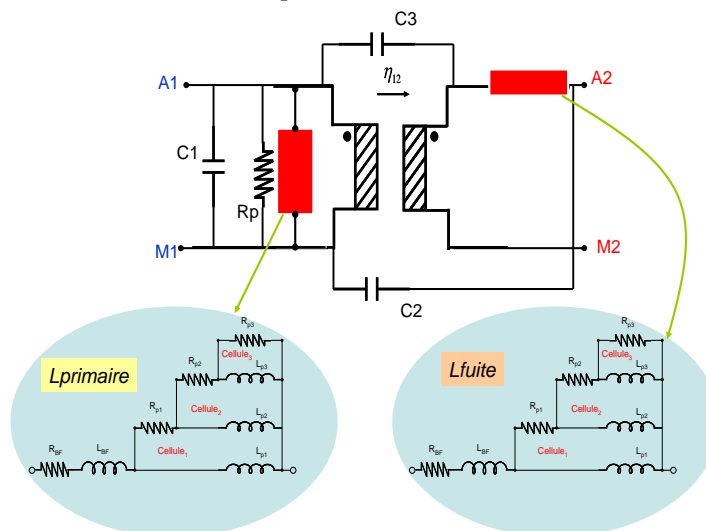 C3
A1
η12
A2
C1
Rp
M1
M2
C2
Lprimaire
Rp3
Cellule3
Rp2
Lp3
Rp1
Cellule2
Lp2
RBF
LBF
Cellule1
Lp1
Lfuite
Rp3
Cellule3
Rp2
Lp3
Rp1
Cellule2
Lp2
RBF
LBF
Cellule1
Lp1